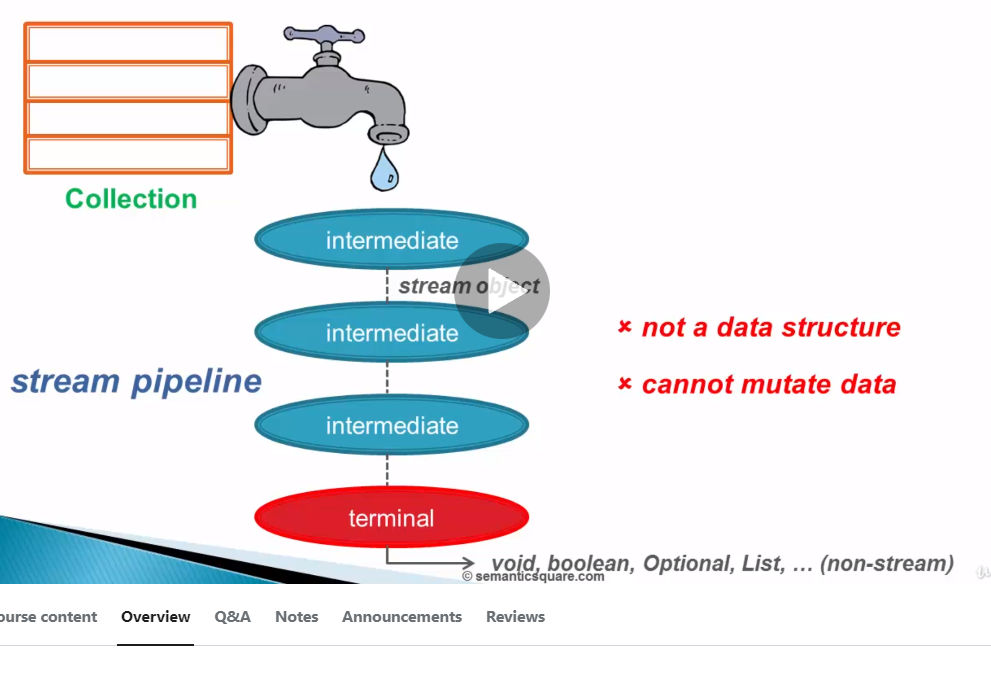 Collection
intermediate
stream object
intermediate
✘ not a data structure
stream pipeline
✘ cannot mutate data
intermediate
terminal
void, boolean, Optional, List, … (non-stream)
© semanticsquare.com
ourse content Overview Q&A Notes Announcements Reviews